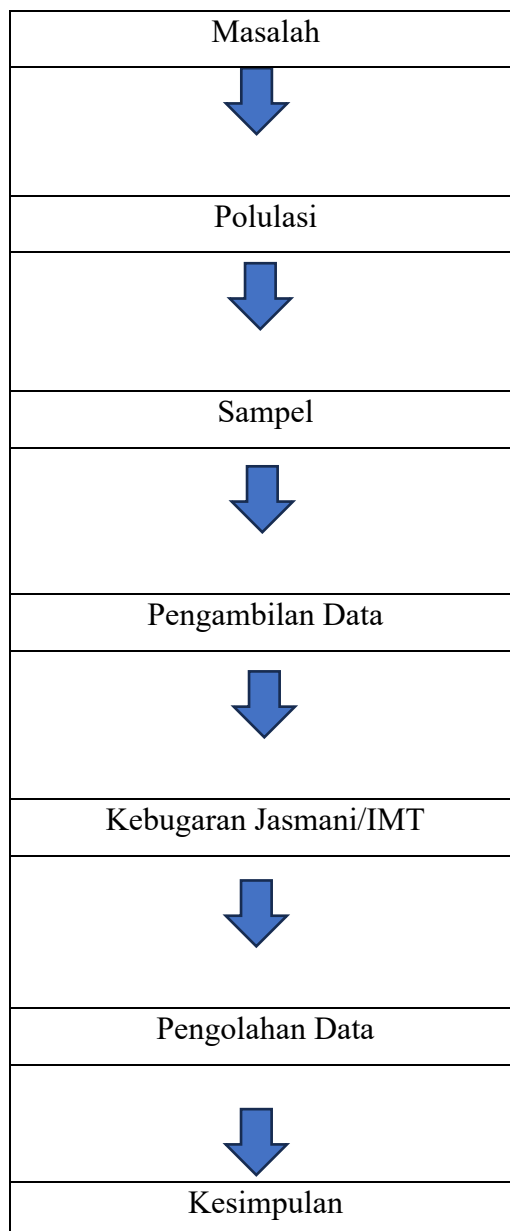 Masalah
Polulasi
Sampel
Pengambilan Data
Kebugaran Jasmani/IMT
Pengolahan Data
Kesimpulan